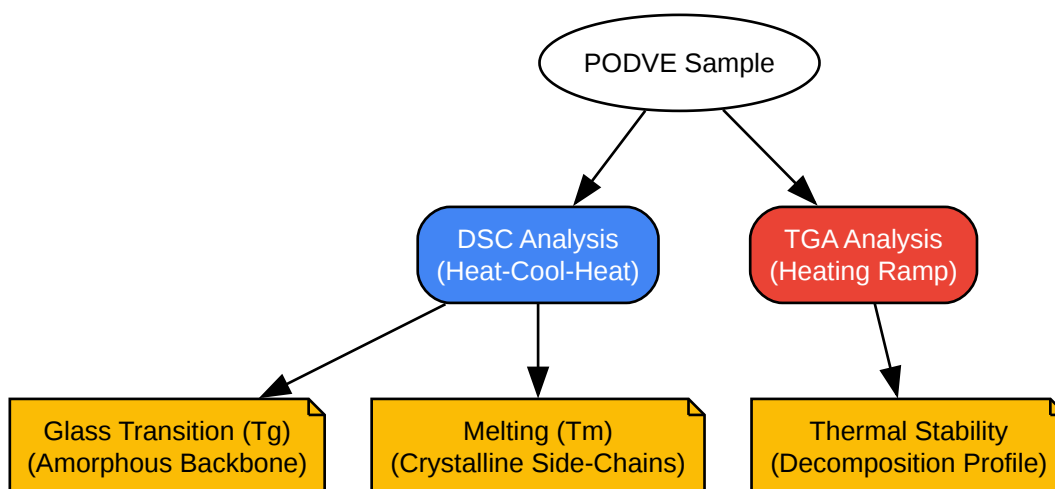 PODVE Sample
DSC Analysis
(Heat-Cool-Heat)
TGA Analysis
(Heating Ramp)
Glass Transition (Tg)
(Amorphous Backbone)
Melting (Tm)
(Crystalline Side-Chains)
Thermal Stability
(Decomposition Profile)